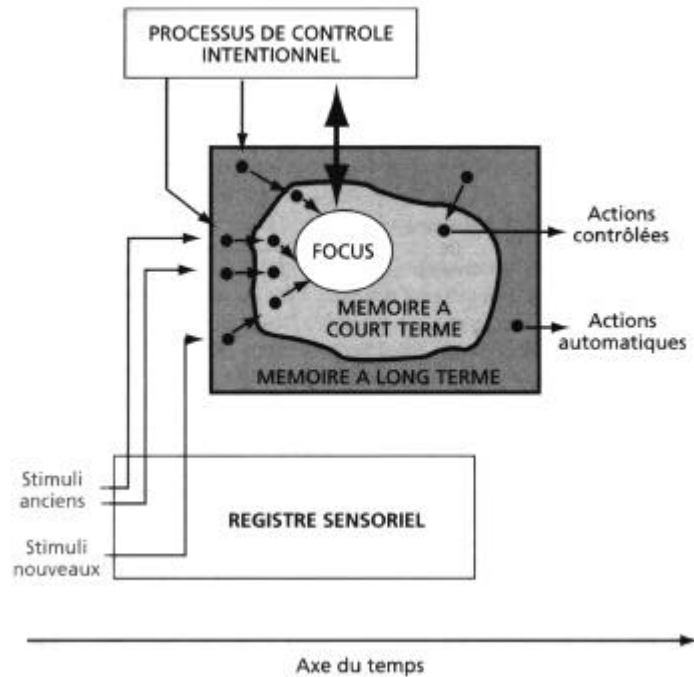 PROCESSUS DE CONTROLE
INTENTIONNEL
FOCUS
Actions
contrôlées
MEMOIRE A
COURT TERME
Actions
automatiques
MEMOIRE A LONG TERME
Stimuli
anciens
REGISTRE SENSORIEL
Stimuli
nouveaux
Axe du temps